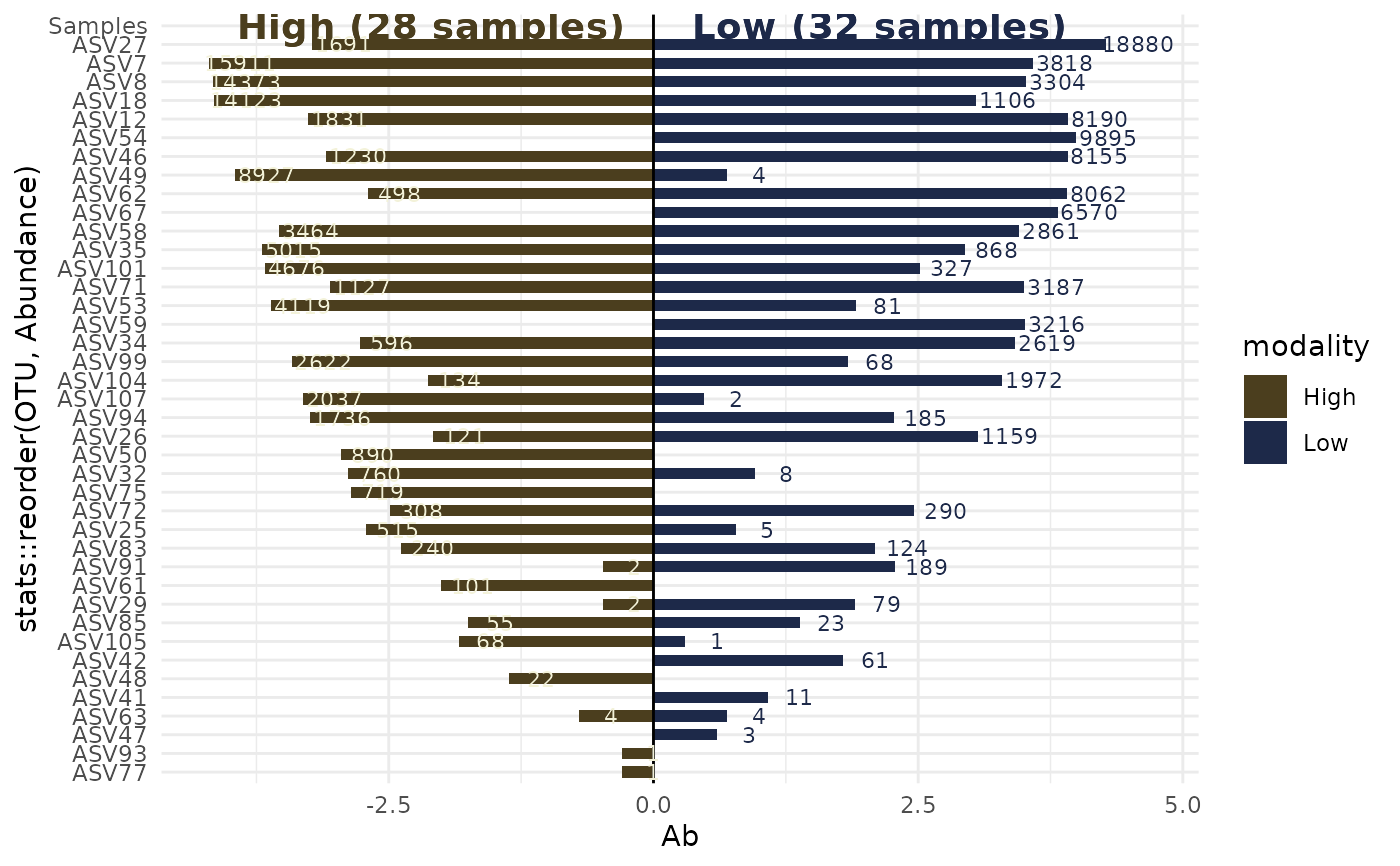 High (28 samples) Low (32 samples)
Samples
ASV27 1691 18880
ASV7 15911 3818
ASV8 14373 3304
ASV18 14123 1106
ASV12 1831 8190
ASV54 9895
ASV46 1230 8155
ASV49 8927 4
ASV62 498 8062
ASV67 6570
ASV58 3464 2861
ASV35 5015 868
ASV101 4676 327
ASV71 1127 3187
ASV53 4119 81
ASV59 3216
ASV34 596 2619
ASV99 2622 68
ASV104 134 1972
ASV107 2037 2
ASV94 1736 185
ASV26 121 1159
ASV50 890
ASV32 760 8
ASV75 719
ASV72 308 290
ASV25 515 5
ASV83 240 124
ASV91 2 189
ASV61 101
ASV29 2 79
ASV85 55 23
ASV105 68 1
ASV42 61
ASV48 22
ASV41 11
ASV63 4 4
ASV47 3
ASV93
ASV77
-2.5 0.0 2.5 5.0
Ab
stats::reorder(OTU, Abundance)
modality
High
Low